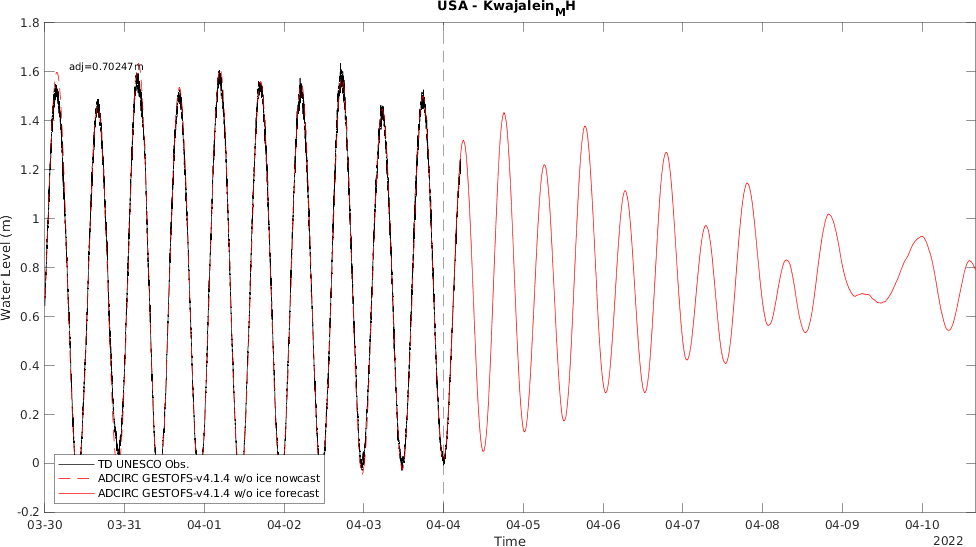 USA - Kwajalein_MH
adj=0.70247m
Water Level (m)
1.8
1.6
1.4
1.2
1
0.8
0.6
0.4
0.2
0
-0.2
TD UNESCO Obs.
ADCIRC GESTOFS-v4.1.4 w/o ice nowcast
ADCIRC GESTOFS-v4.1.4 w/o ice forecast
03-30 03-31 04-01 04-02 04-03 04-04 04-05 04-06 04-07 04-08 04-09 04-10
Time
2022